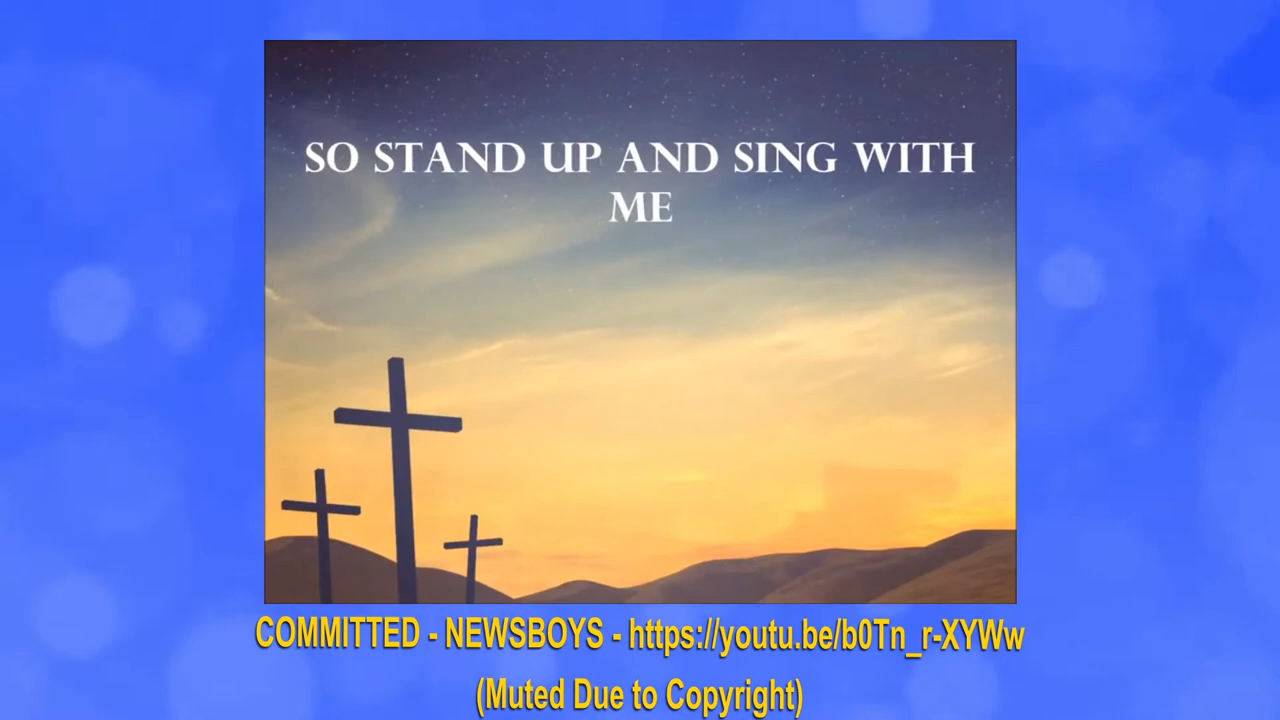 SO STAND UP AND SING WITH
ME
COMMITTED - NEWSBOYS - https://youtu.be/b0Tn_r-XYWw
(Muted Due to Copyright)